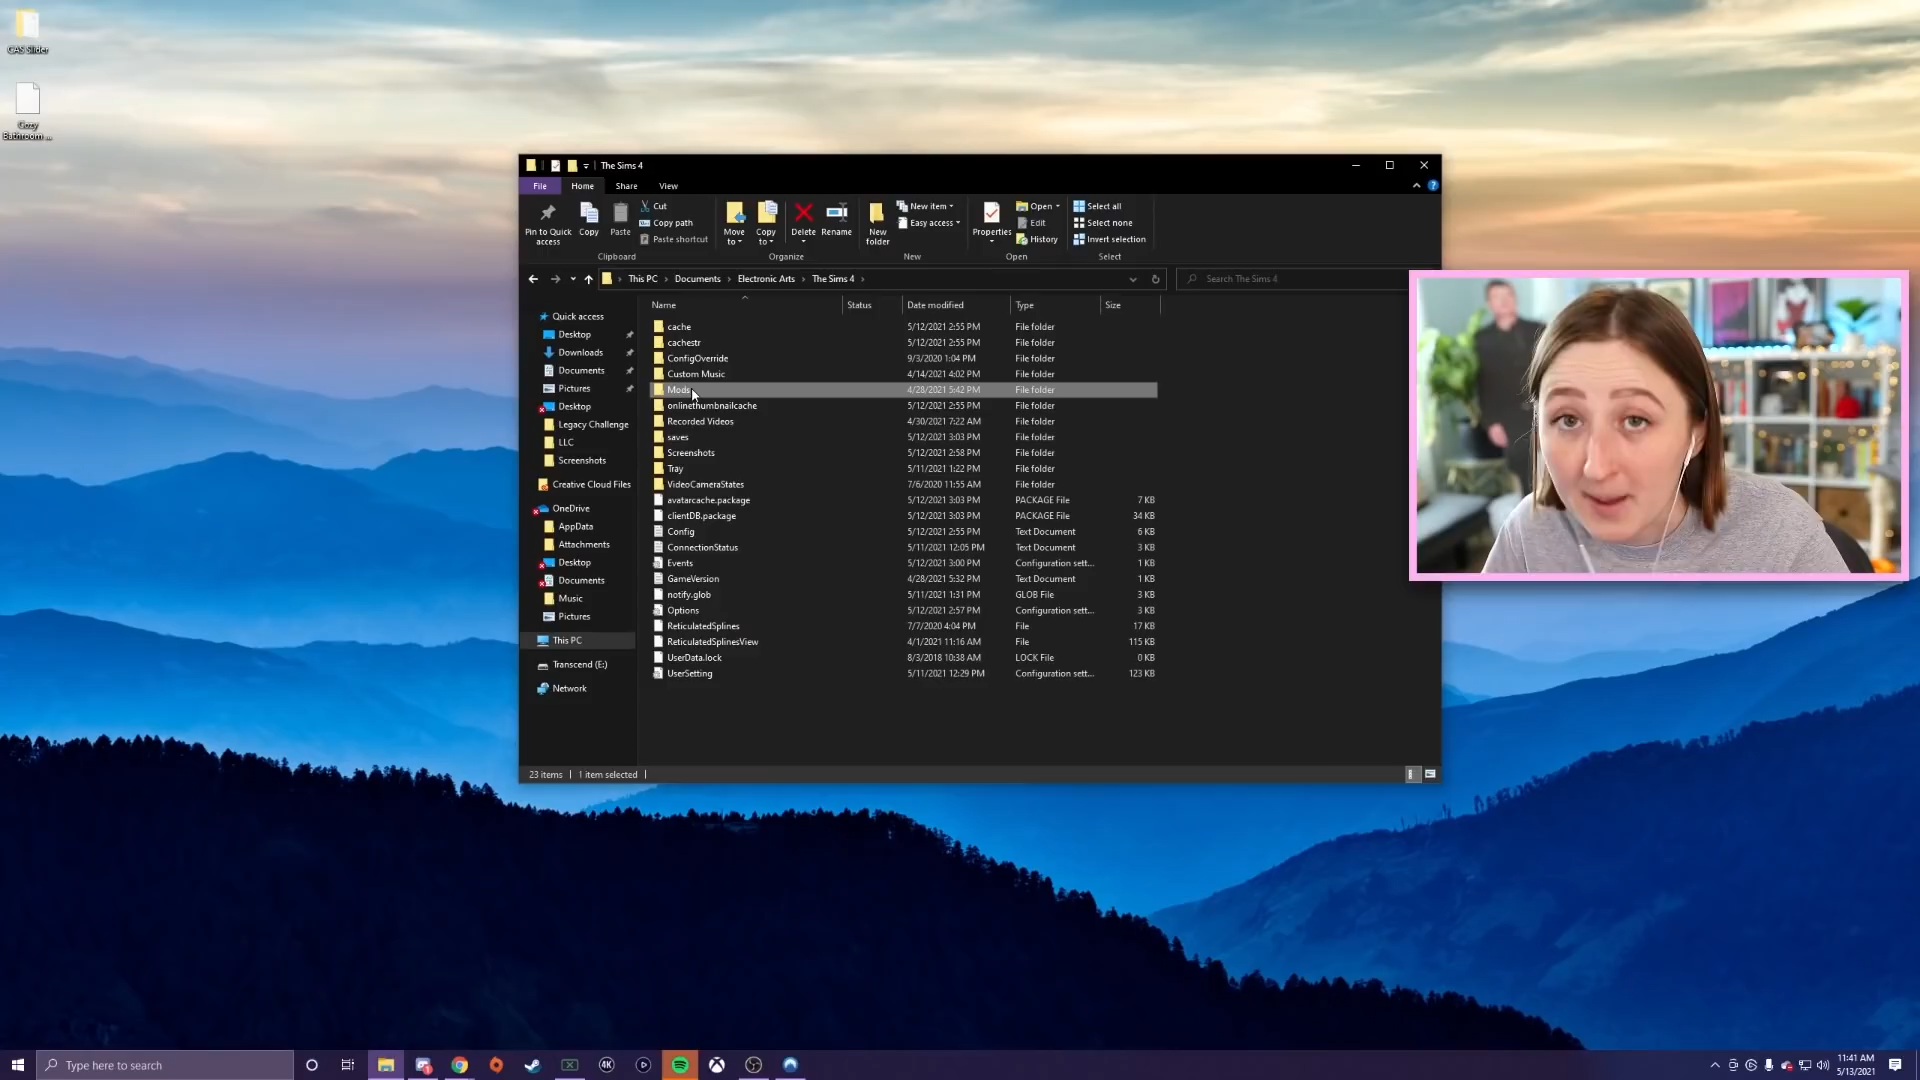 CAS Slider
Cozy
Bathroom ...
The Sims 4
File Home Share View
Pin to Quick access
Copy
Paste
Cut
Copy path
Paste shortcut
Clipboard
Move to
Copy to
Delete
Rename
Organize
New folder
New item
Easy access
New
Properties
Open
Edit
History
Open
Select all
Select none
Invert selection
Select
This PC > Documents > Electronic Arts > The Sims 4 >
Search The Sims 4
Name Status Date modified Type Size
Quick access
Desktop
Downloads
Documents
Pictures
Desktop
Legacy Challenge
LLC
Screenshots
Creative Cloud Files
OneDrive
AppData
Attachments
Desktop
Documents
Music
Pictures
This PC
Transcend (E:)
Network
cache 5/12/2021 2:55 PM File folder
cachestr 5/12/2021 2:55 PM File folder
ConfigOverride 9/3/2020 1:04 PM File folder
Custom Music 4/14/2021 4:02 PM File folder
Mods 4/28/2021 5:42 PM File folder
onlinethumbnailcache 5/12/2021 2:55 PM File folder
Recorded Videos 4/30/2021 7:22 AM File folder
saves 5/12/2021 3:03 PM File folder
Screenshots 5/12/2021 2:58 PM File folder
Tray 5/11/2021 1:22 PM File folder
VideoCameraStates 7/6/2020 11:55 AM File folder
avatarcache.package 5/12/2021 3:03 PM PACKAGE File 7 KB
clientDB.package 5/12/2021 3:03 PM PACKAGE File 34 KB
Config 5/12/2021 2:55 PM Text Document 6 KB
ConnectionStatus 5/11/2021 12:05 PM Text Document 3 KB
Events 5/12/2021 3:00 PM Configuration sett... 1 KB
GameVersion 4/28/2021 5:32 PM Text Document 1 KB
notify.glob 5/11/2021 1:31 PM GLOB File 3 KB
Options 5/12/2021 2:57 PM Configuration sett... 3 KB
ReticulatedSplines 7/7/2020 4:04 PM File 17 KB
ReticulatedSplinesView 4/1/2021 11:16 AM File 115 KB
UserData.lock 8/3/2018 10:38 AM LOCK File 0 KB
UserSetting 5/11/2021 12:29 PM Configuration sett... 123 KB
23 items 1 item selected
Type here to search
4K
11:41 AM
5/13/2021